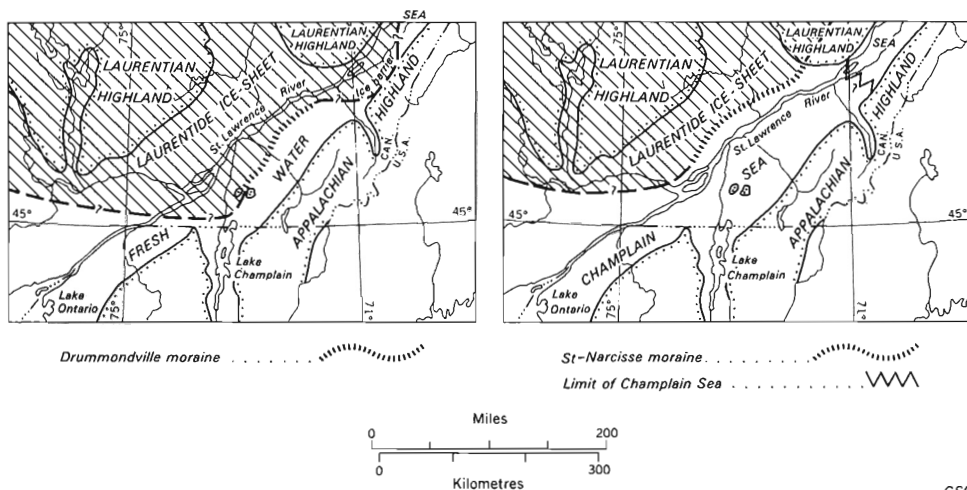 SEA
75°
LAURENTIAN
HIGHLAND
LAURENTIAN
HIGHLAND
LAURENTIDE ICE-SHEET
St. Lawrence River
Ice barrier
?
HIGHLAND
CAN.
U.S.A.
WATER
APPALACHIAN
?
?
45°
45°
FRESH
Lake
Champlain
Lake
Ontario
75°
71°
75°
LAURENTIAN
HIGHLAND
SEA
LAURENTIAN
HIGHLAND
LAURENTIDE ICE-SHEET
St. Lawrence River
HIGHLAND
CAN.
U.S.A.
SEA
APPALACHIAN
?
?
45°
45°
CHAMPLAIN
Lake
Champlain
Lake
Ontario
75°
71°
Drummondville moraine . . . . . . . . .
St-Narcisse moraine . . . . . . . . . . .
Limit of Champlain Sea . . . . . . . . . . .
Miles
0 200
0 300
Kilometres